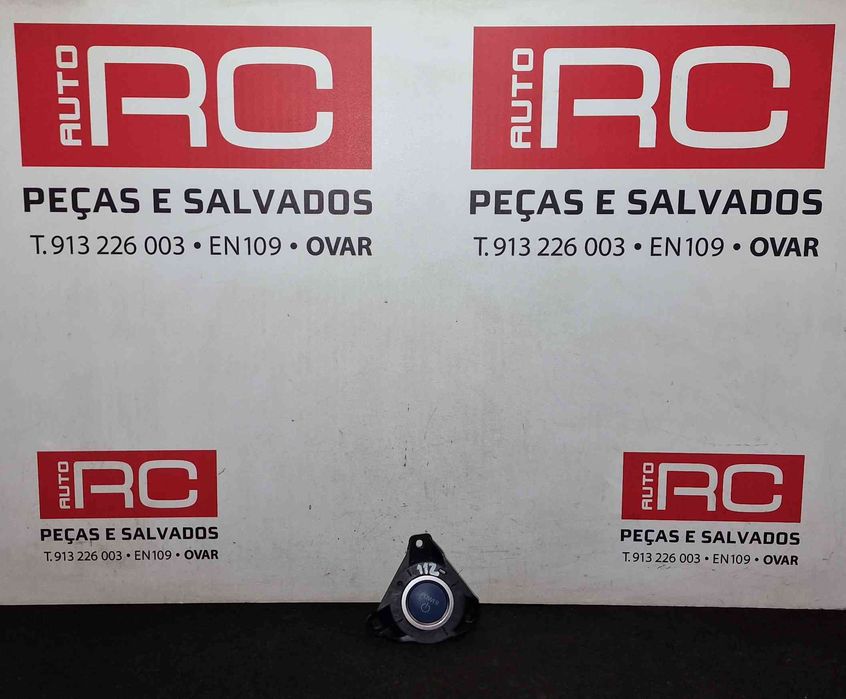 AUTO RC
PEÇAS E SALVADOS
T. 913 226 003 • EN109 • OVAR
AUTO RC
PEÇAS E SALVADOS
T. 913 226 003 • EN109 • OVAR
AUTO RC
PEÇAS E SALVADOS
T. 913 226 003 • EN109 • OVAR
AUTO RC
PEÇAS E SALVADOS
T. 913 226 003 • EN109 • OVAR
112-
POWER